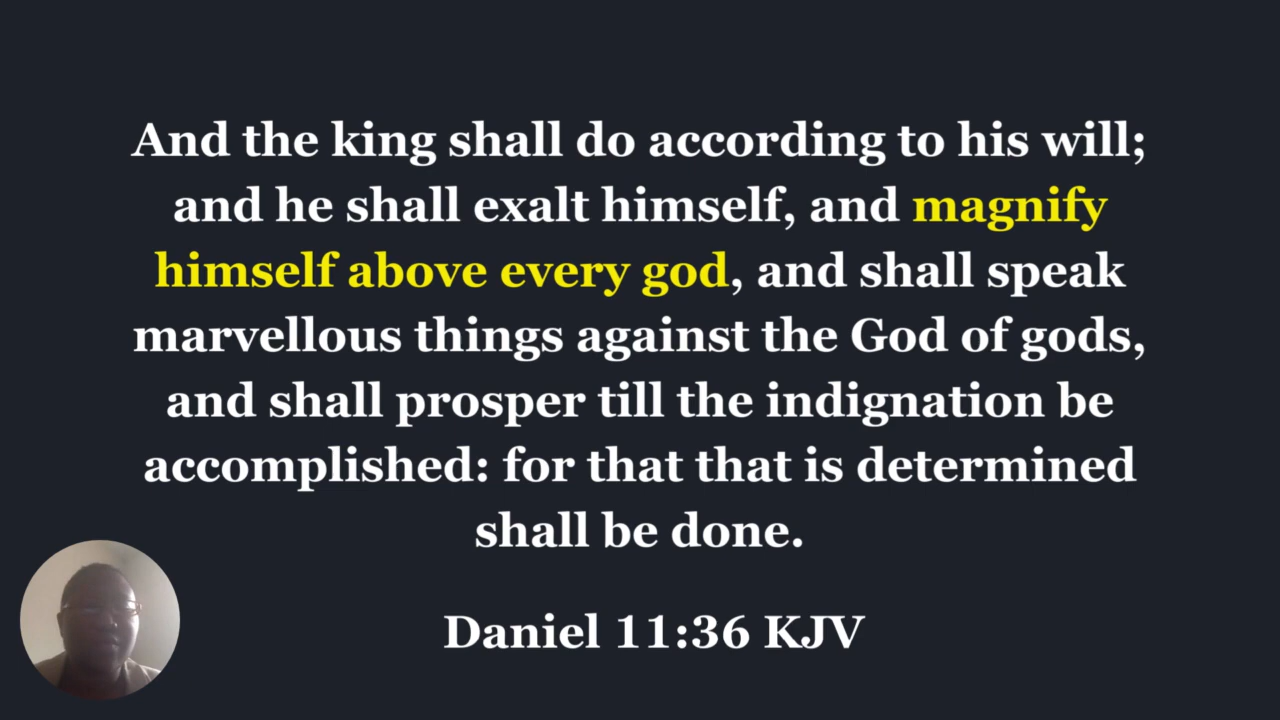 And the king shall do according to his will;
and he shall exalt himself, and magnify
himself above every god, and shall speak
marvellous things against the God of gods,
and shall prosper till the indignation be
accomplished: for that that is determined
shall be done.
Daniel 11:36 KJV